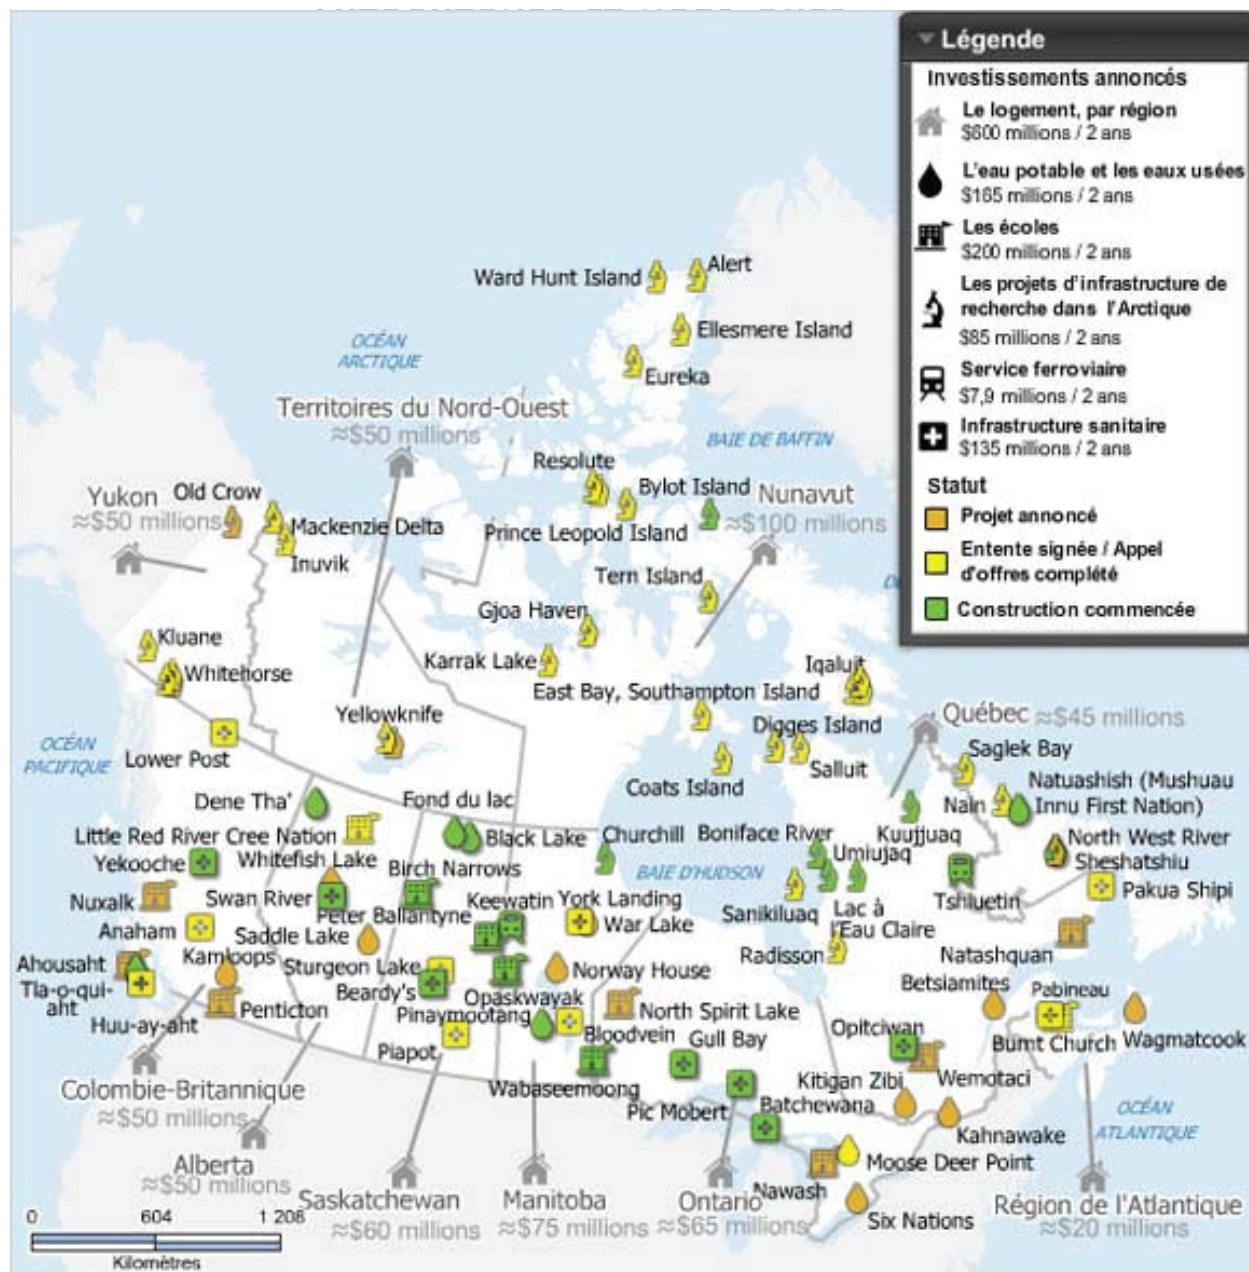 Légende
Investissements annoncés
Le logement, par région
$600 millions / 2 ans
L'eau potable et les eaux usées
$165 millions / 2 ans
Les écoles
$200 millions / 2 ans
Les projets d'infrastructure de
recherche dans l'Arctique
$85 millions / 2 ans
Service ferroviaire
$7,9 millions / 2 ans
Infrastructure sanitaire
$135 millions / 2 ans
Statut
Projet annoncé
Entente signée / Appel
d'offres complété
Construction commencée
Ward Hunt Island
Alert
Ellesmere Island
OCÉAN
ARCTIQUE
Eureka
Territoires du Nord-Ouest
≈$50 millions
BAIE DE BAFFIN
Resolute
Bylot Island
Nunavut
≈$100 millions
Yukon
≈$50 millions
Old Crow
Mackenzie Delta
Prince Leopold Island
Inuvik
Tern Island
Gjoa Haven
Kluane
Karrak Lake
Iqaluit
Whitehorse
East Bay, Southampton Island
Yellowknife
Digges Island
Québec ≈$45 millions
OCÉAN
PACIFIQUE
Lower Post
Salluit
Saglek Bay
Coats Island
Natuashish (Mushuau
Innu First Nation)
Nain
Dene Tha'
Fond du lac
Little Red River Cree Nation
Black Lake
Churchill
Boniface River
Kuujjuaq
North West River
Yekooche
Whitefish Lake
Birch Narrows
BAIE D'HUDSON
Umiujaq
Sheshatshiu
Nuxalk
Swan River
Peter Ballantyne
Keewatin
York Landing
Tshiuetin
Pakua Shipi
Anaham
Saddle Lake
War Lake
Sanikiluaq
Lac à
l'Eau Claire
Ahousaht
Kamloops
Sturgeon Lake
Norway House
Radisson
Natashquan
Tla-o-qui-
aht
Beardy's
Opaskwayak
Betsiamites
Pabineau
Huu-ay-aht
Penticton
Pinaymootang
North Spirit Lake
Opitciwan
Piapot
Bloodvein
Gull Bay
Burnt Church
Wagmatcook
Colombie-Britannique
≈$50 millions
Wabaseemoong
Kitigan Zibi
Wemotaci
Pic Mobert
Batchewana
OCÉAN
ATLANTIQUE
Kahnawake
Alberta
≈$50 millions
Moose Deer Point
Saskatchewan
≈$60 millions
Manitoba
≈$75 millions
Ontario
≈$65 millions
Nawash
Six Nations
Région de l'Atlantique
≈$20 millions
0 604 1 208
Kilomètres